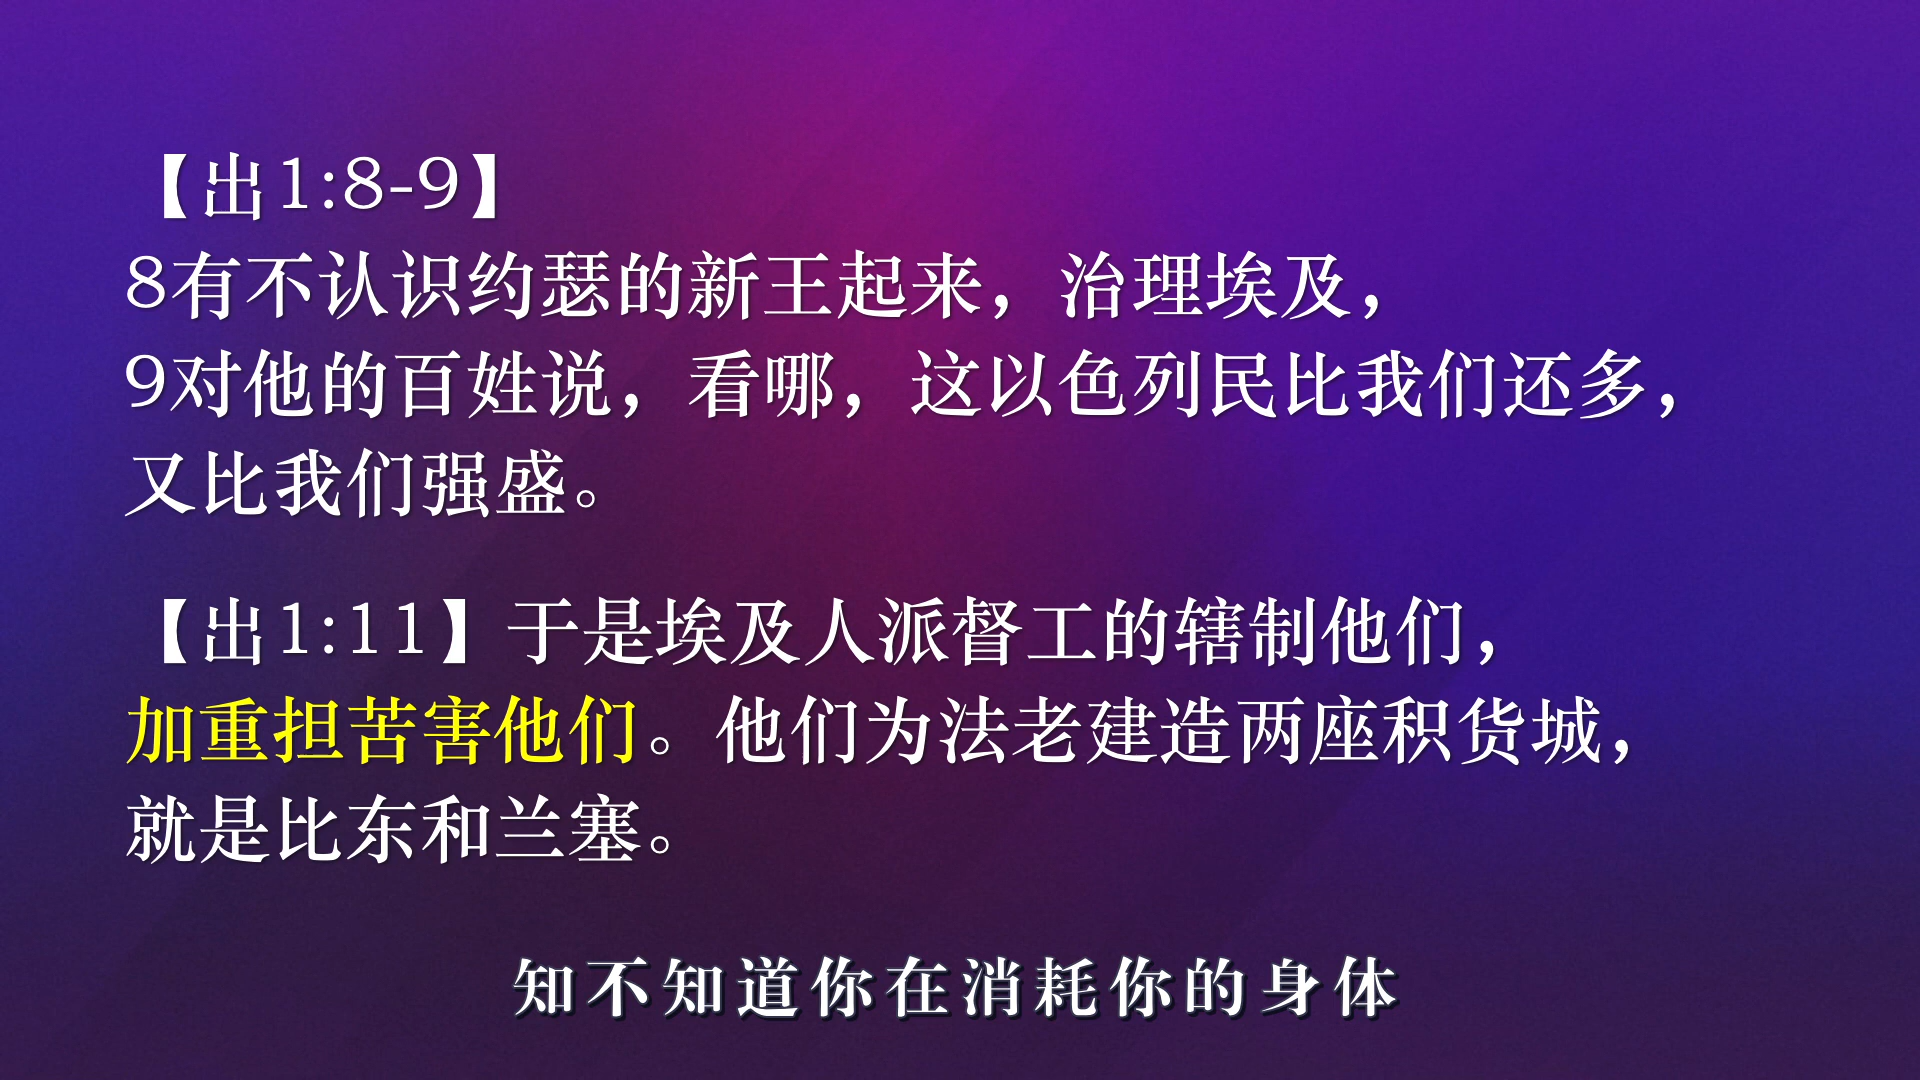 【出1:8-9】
8有不认识约瑟的新王起来，治理埃及，
9对他的百姓说，看哪，这以色列民比我们还多，
又比我们强盛。
【出1:11】于是埃及人派督工的辖制他们，
加重担苦害他们。他们为法老建造两座积货城，
就是比东和兰塞。
知不知道你在消耗你的身体